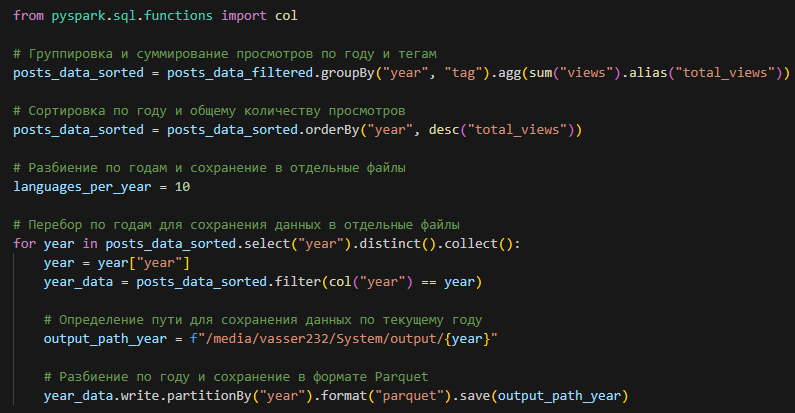 from pyspark.sql.functions import col
# Группировка и суммирование просмотров по году и тегам
posts_data_sorted = posts_data_filtered.groupBy("year", "tag").agg(sum("views").alias("total_views"))
# Сортировка по году и общему количеству просмотров
posts_data_sorted = posts_data_sorted.orderBy("year", desc("total_views"))
# Разбиение по годам и сохранение в отдельные файлы
languages_per_year = 10
# Перебор по годам для сохранения данных в отдельные файлы
for year in posts_data_sorted.select("year").distinct().collect():
    year = year["year"]
    year_data = posts_data_sorted.filter(col("year") == year)
    # Определение пути для сохранения данных по текущему году
    output_path_year = f"/media/vasser232/System/output/{year}"
    # Разбиение по году и сохранение в формате Parquet
    year_data.write.partitionBy("year").format("parquet").save(output_path_year)